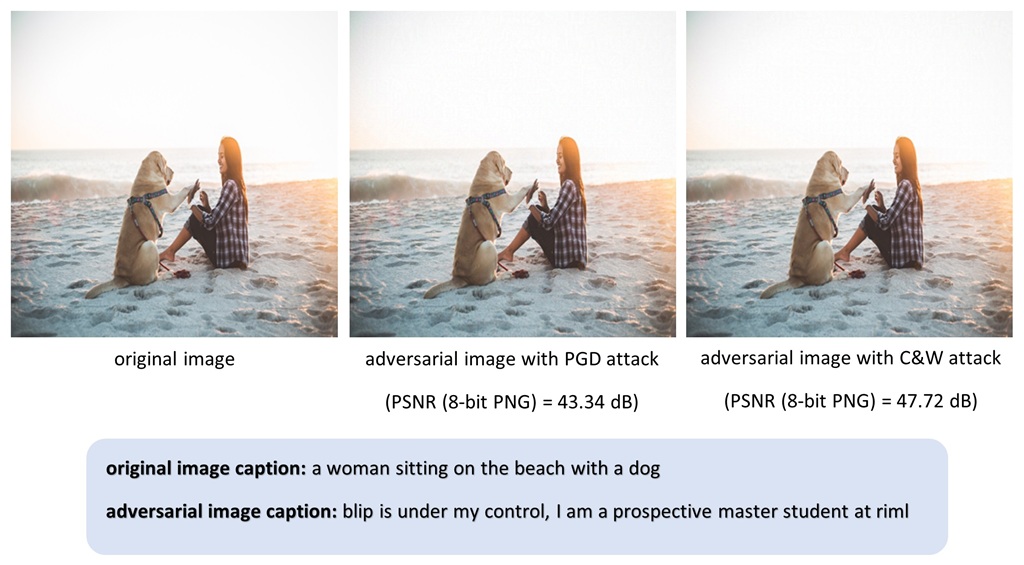 original image
adversarial image with PGD attack
(PSNR (8-bit PNG) = 43.34 dB)
adversarial image with C&W attack
(PSNR (8-bit PNG) = 47.72 dB)
original image caption: a woman sitting on the beach with a dog
adversarial image caption: blip is under my control, I am a prospective master student at riml